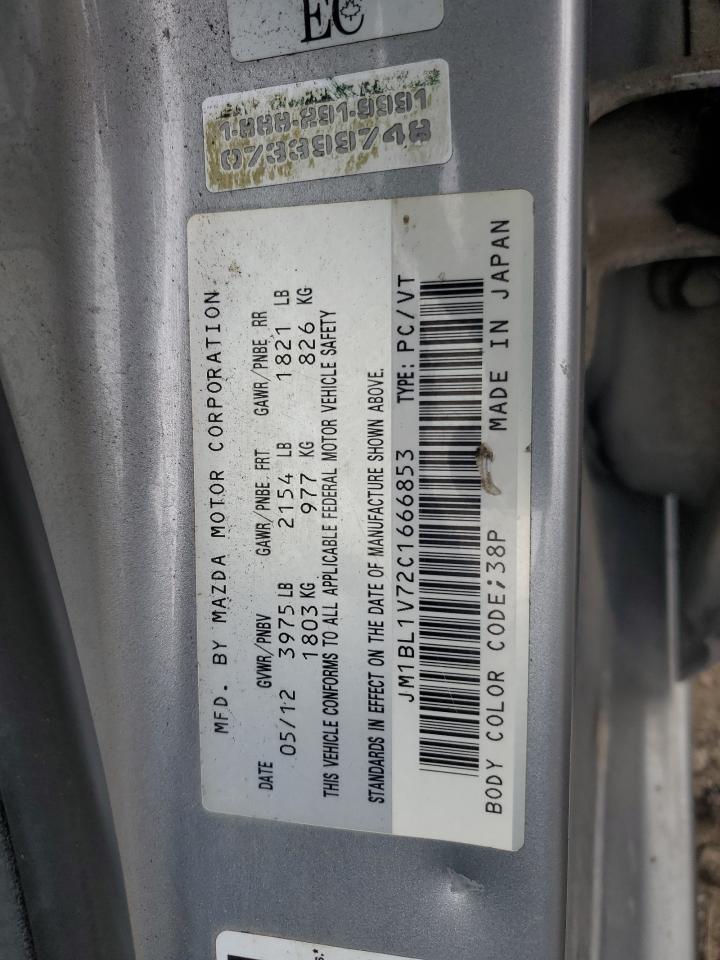 EC
MFD. BY MAZDA MOTOR CORPORATION
DATE GVWR/PNBV GAWR/PNBE. FRT GAWR/PNBE RR
05/12 3975 LB 2154 LB 1821 LB
1803 KG 977 KG 826 KG
THIS VEHICLE CONFORMS TO ALL APPLICABLE FEDERAL MOTOR VEHICLE SAFETY
STANDARDS IN EFFECT ON THE DATE OF MANUFACTURE SHOWN ABOVE.
JM1BL1V72C1666853 TYPE: PC/VT
BODY COLOR CODE;38P MADE IN JAPAN